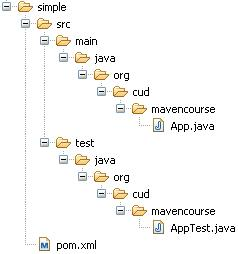 simple
src
main
java
org
cud
mavencourse
App.java
test
java
org
cud
mavencourse
AppTest.java
pom.xml